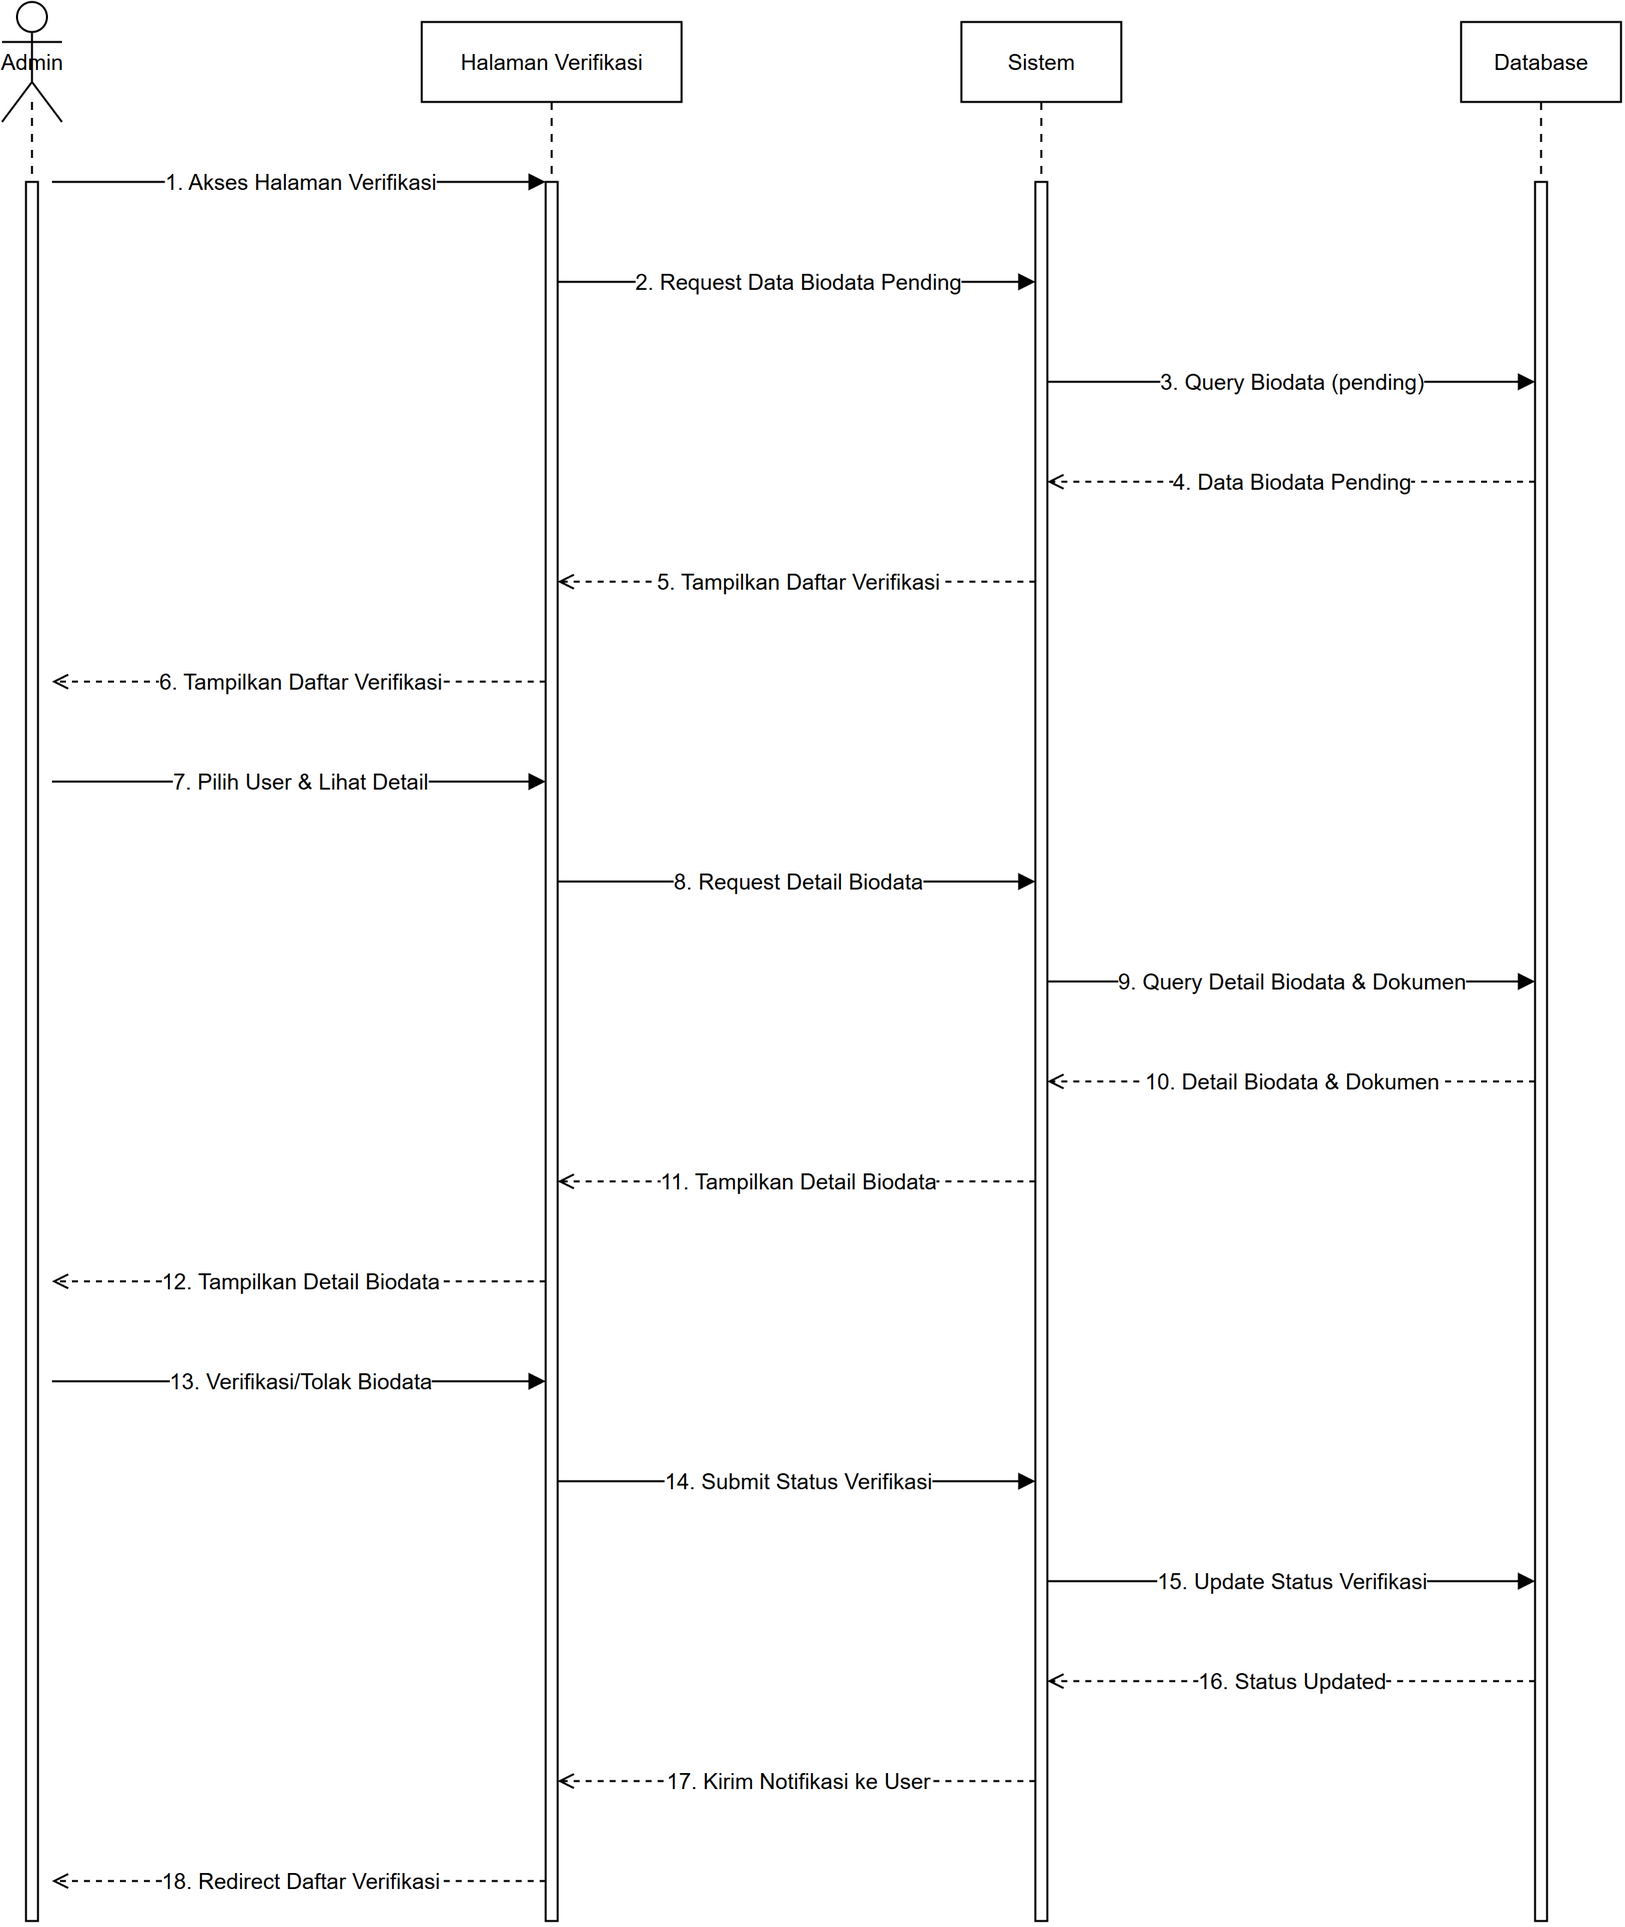 Admin
Halaman Verifikasi
Sistem
Database
1. Akses Halaman Verifikasi
2. Request Data Biodata Pending
3. Query Biodata (pending)
4. Data Biodata Pending
5. Tampilkan Daftar Verifikasi
6. Tampilkan Daftar Verifikasi
7. Pilih User & Lihat Detail
8. Request Detail Biodata
9. Query Detail Biodata & Dokumen
10. Detail Biodata & Dokumen
11. Tampilkan Detail Biodata
12. Tampilkan Detail Biodata
13. Verifikasi/Tolak Biodata
14. Submit Status Verifikasi
15. Update Status Verifikasi
16. Status Updated
17. Kirim Notifikasi ke User
18. Redirect Daftar Verifikasi